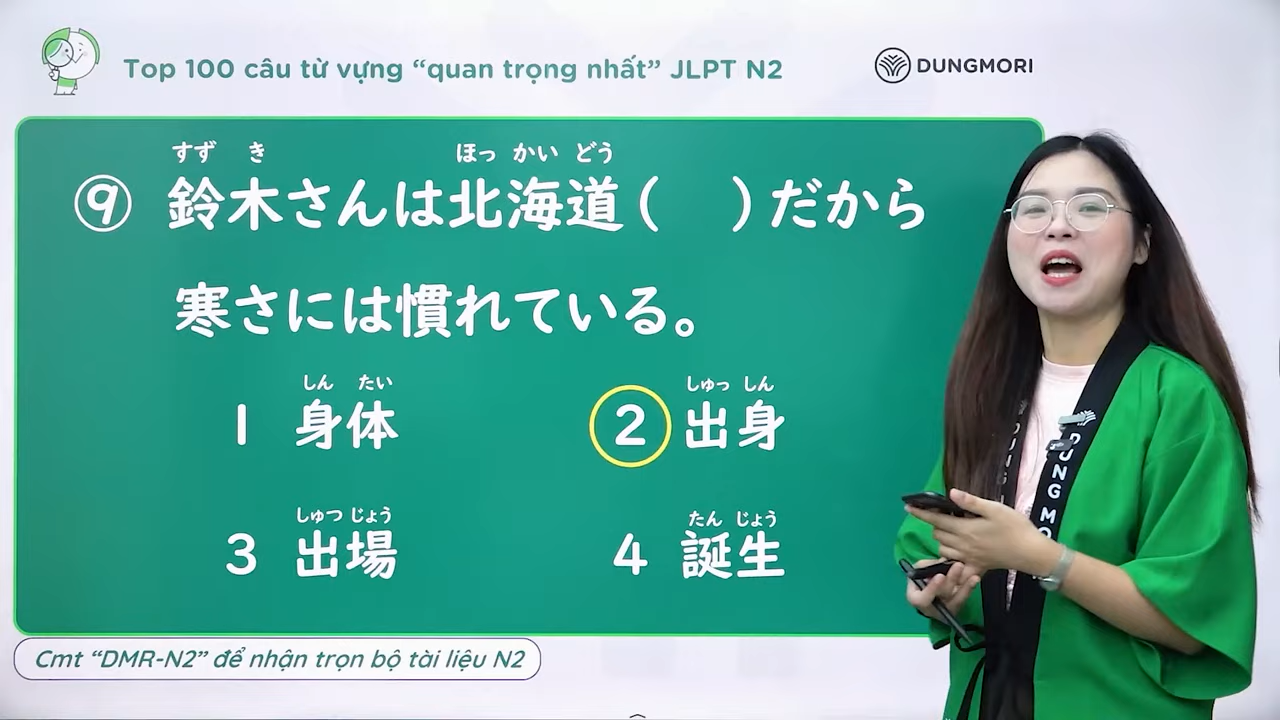 Top 100 câu từ vựng “quan trọng nhất” JLPT N2
DUNGMORI
すず き ほっ かい どう
⑨ 鈴木さんは北海道（　）だから
寒さには慣れている。
しん たい しゅっ しん
1 身体 2 出身
しゅつ じょう たん じょう
3 出場 4 誕生
Cmt “DMR-N2” để nhận trọn bộ tài liệu N2
DUNG MO